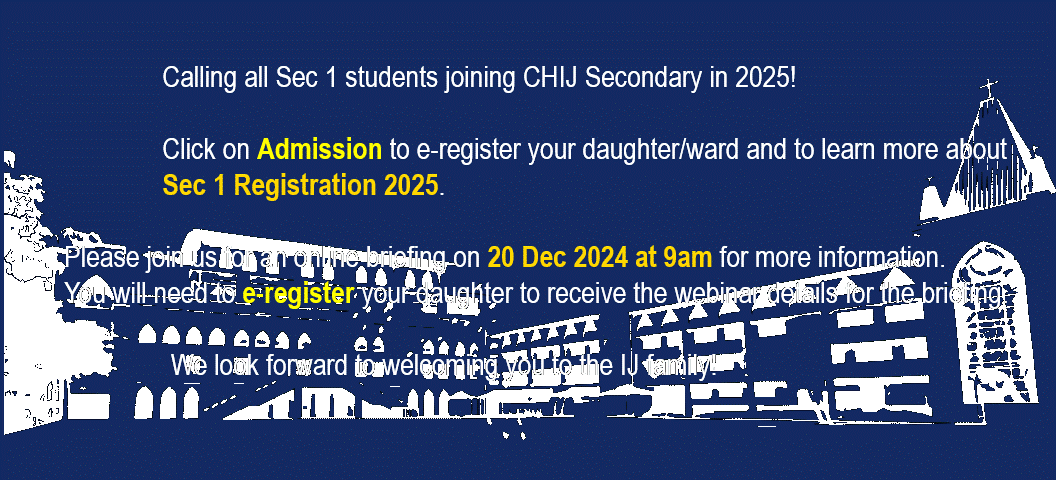 Calling all Sec 1 students joining CHIJ Secondary in 2025!
Click on Admission to e-register your daughter/ward and to learn more about
Sec 1 Registration 2025.
Please join us for an online briefing on 20 Dec 2024 at 9am for more information.
You will need to e-register your daughter to receive the webinar details for the briefing.
We look forward to welcoming you to the IJ family!